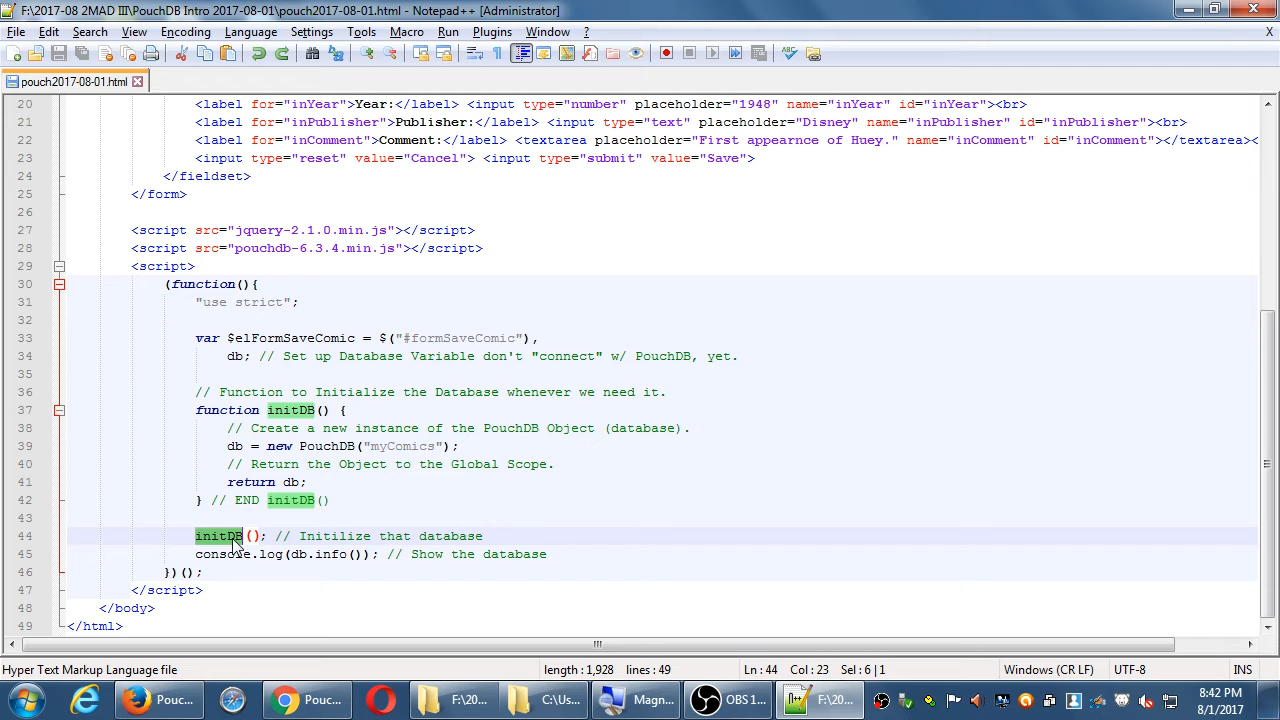 F:\2017-08 2MAD III\PouchDB Intro 2017-08-01\pouch2017-08-01.html - Notepad++ [Administrator]
File Edit Search View Encoding Language Settings Tools Macro Run Plugins Window ? X
pouch2017-08-01.html
20 <label for="inYear">Year:</label> <input type="number" placeholder="1948" name="inYear" id="inYear"><br>
21 <label for="inPublisher">Publisher:</label> <input type="text" placeholder="Disney" name="inPublisher" id="inPublisher"><br>
22 <label for="inComment">Comment:</label> <textarea placeholder="First appearnce of Huey." name="inComment" id="inComment"></textarea><
23 <input type="reset" value="Cancel"> <input type="submit" value="Save">
24 </fieldset>
25 </form>
26
27 <script src="jquery-2.1.0.min.js"></script>
28 <script src="pouchdb-6.3.4.min.js"></script>
29 <script>
30 (function(){
31 "use strict";
32
33 var $elFormSaveComic = $("#formSaveComic"),
34 db; // Set up Database Variable don't "connect" w/ PouchDB, yet.
35
36 // Function to Initialize the Database whenever we need it.
37 function initDB() {
38 // Create a new instance of the PouchDB Object (database).
39 db = new PouchDB("myComics");
40 // Return the Object to the Global Scope.
41 return db;
42 } // END initDB()
43
44 initDB(); // Initilize that database
45 console.log(db.info()); // Show the database
46 })();
47 </script>
48 </body>
49 </html>
Hyper Text Markup Language file length : 1,928 lines : 49 Ln : 44 Col : 23 Sel : 6 | 1 Windows (CR LF) UTF-8 INS
Pouc... Pouc... F:\20... C:\Us... Magn... OBS 1... F:\20... 8:42 PM
8/1/2017